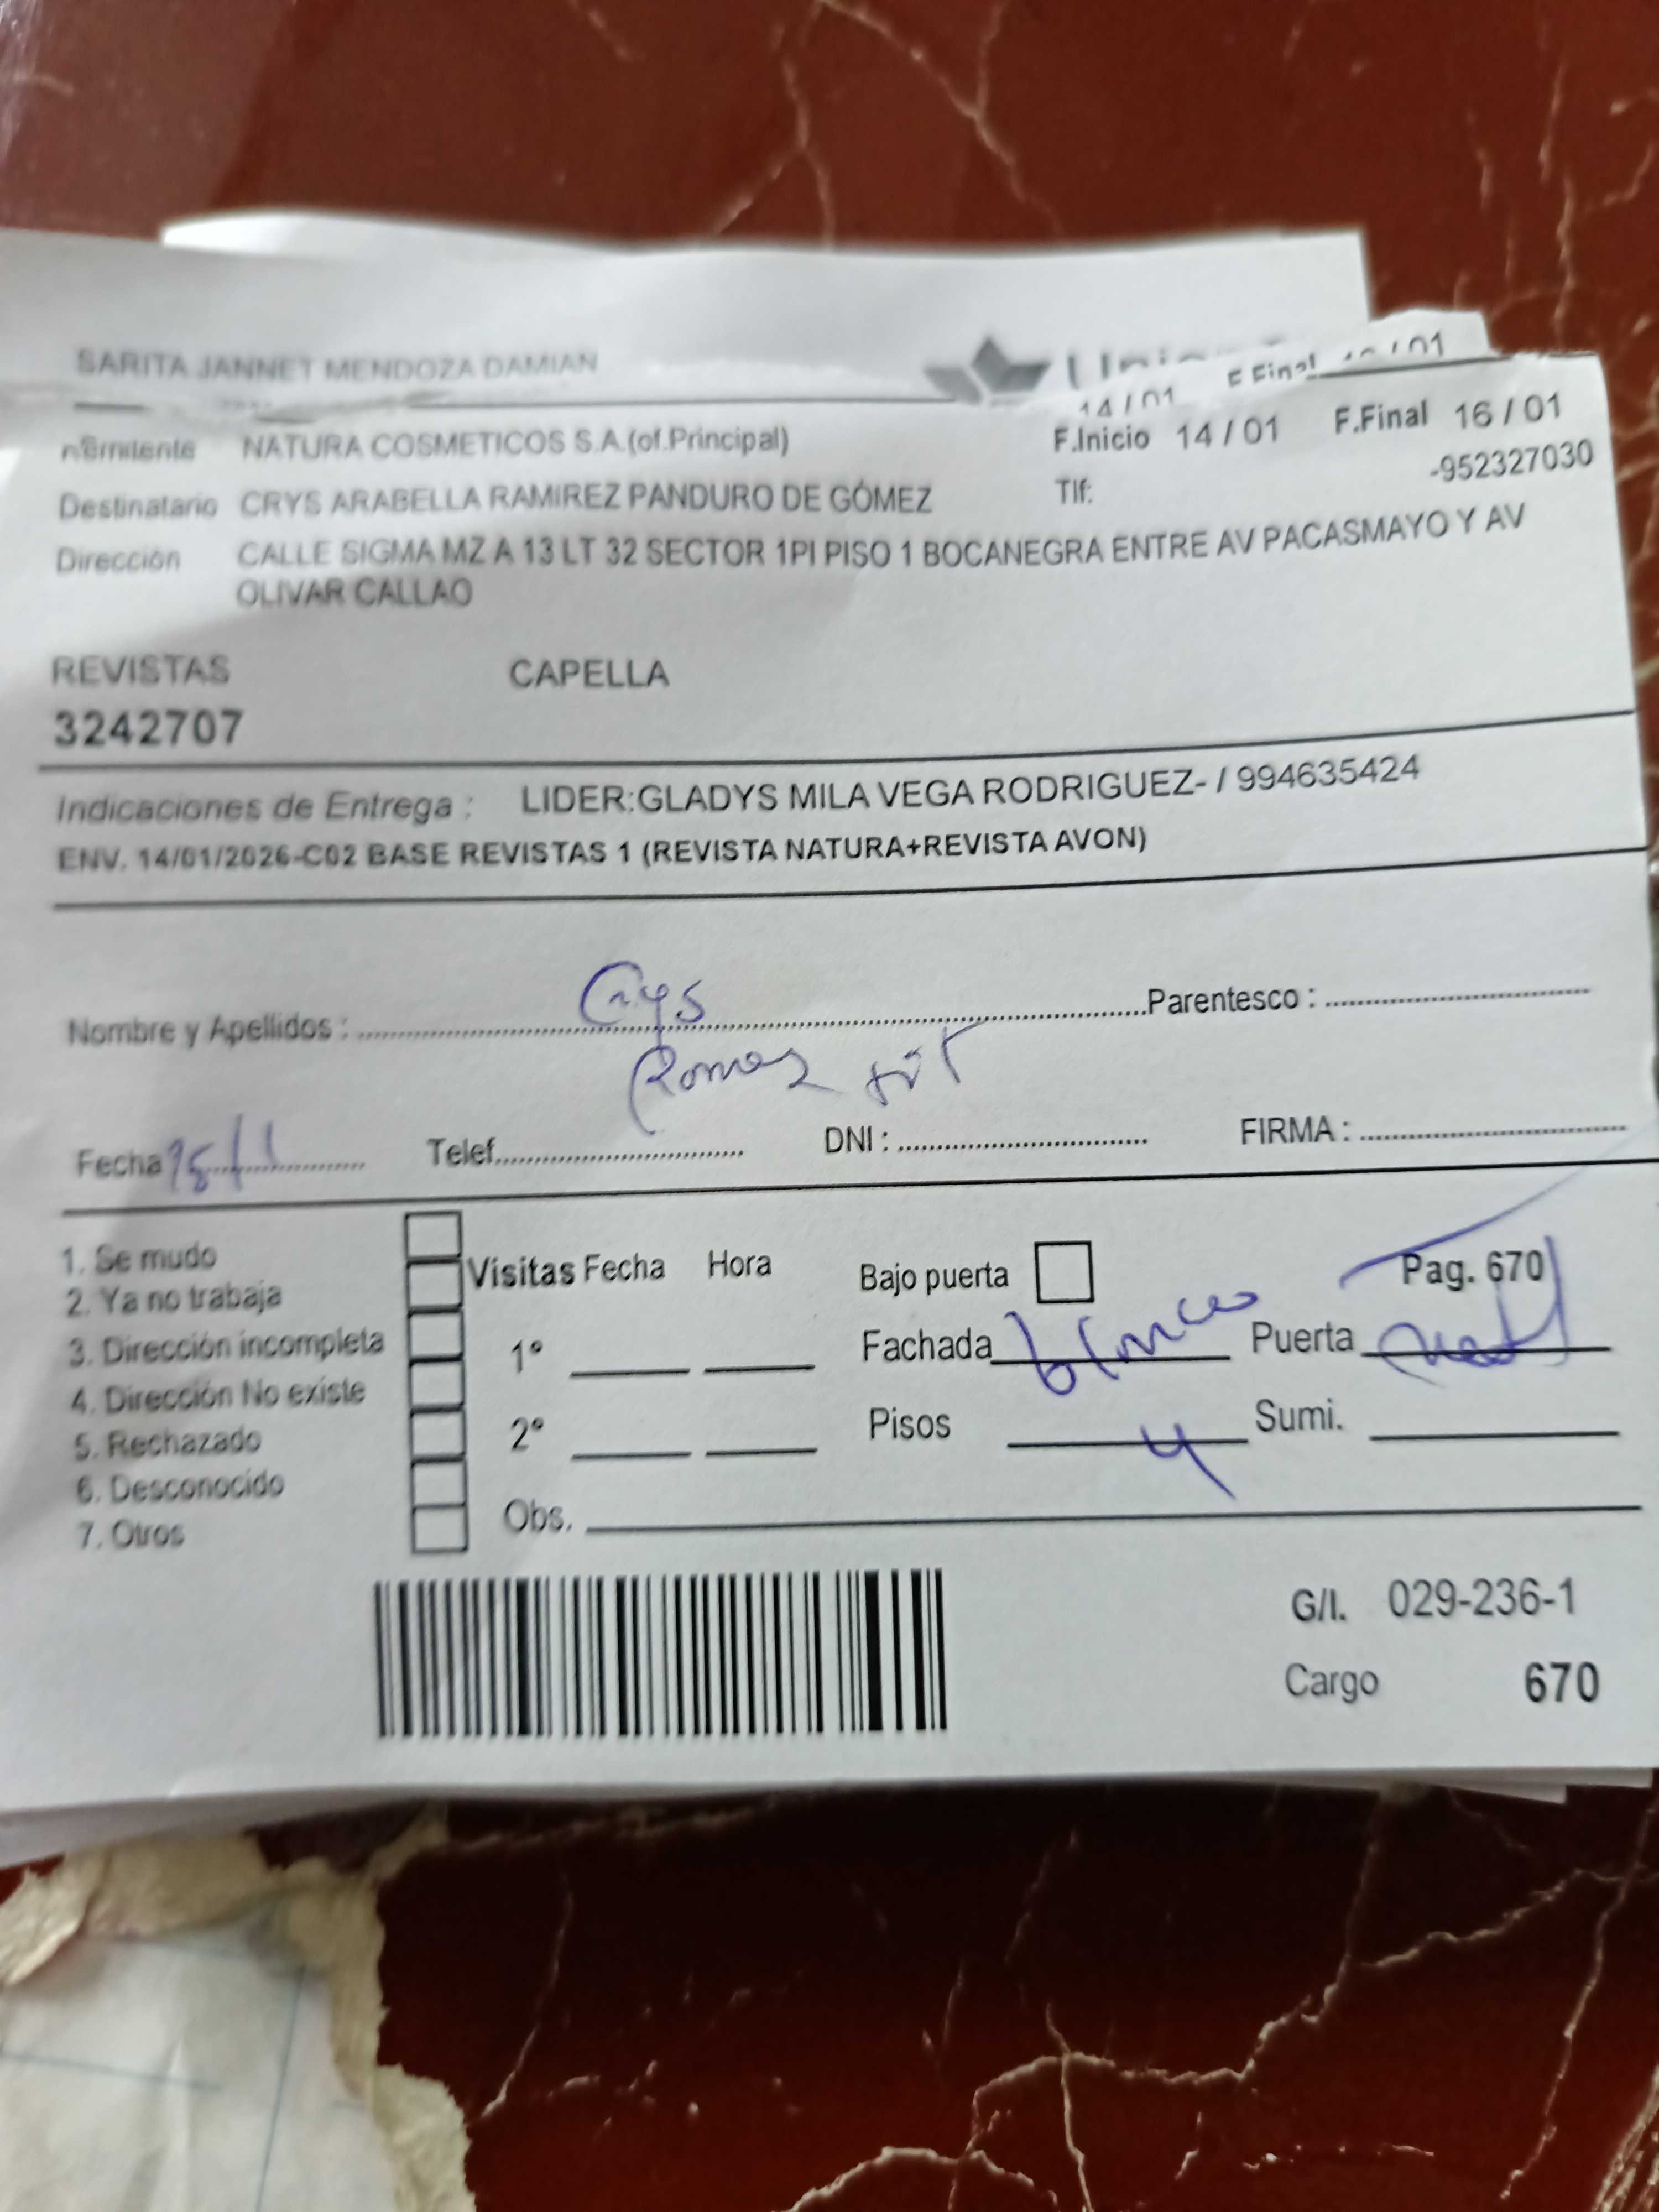 SARITA JANNET MENDOZA DAMIAN
14/01 F.Final /01
Remitente NATURA COSMETICOS S.A.(of.Principal) F.Inicio 14 / 01 F.Final 16 / 01
Destinatario CRYS ARABELLA RAMIREZ PANDURO DE GÓMEZ Tlf: -952327030
Dirección CALLE SIGMA MZ A 13 LT 32 SECTOR 1PI PISO 1 BOCANEGRA ENTRE AV PACASMAYO Y AV
OLIVAR CALLAO
REVISTAS CAPELLA
3242707
Indicaciones de Entrega : LIDER:GLADYS MILA VEGA RODRIGUEZ- / 994635424
ENV. 14/01/2026-C02 BASE REVISTAS 1 (REVISTA NATURA+REVISTA AVON)
Crys
Nombre y Apellidos : Parentesco :
Fecha Telef. DNI : FIRMA :
1. Se mudo
2. Ya no trabaja
3. Dirección incompleta
4. Dirección No existe
5. Rechazado
6. Desconocido
7. Otros
Visitas Fecha Hora
1°
2°
Obs.
Bajo puerta Pag. 670
Fachada blanco Puerta
Pisos 4 Sumi.
G/I. 029-236-1
Cargo 670